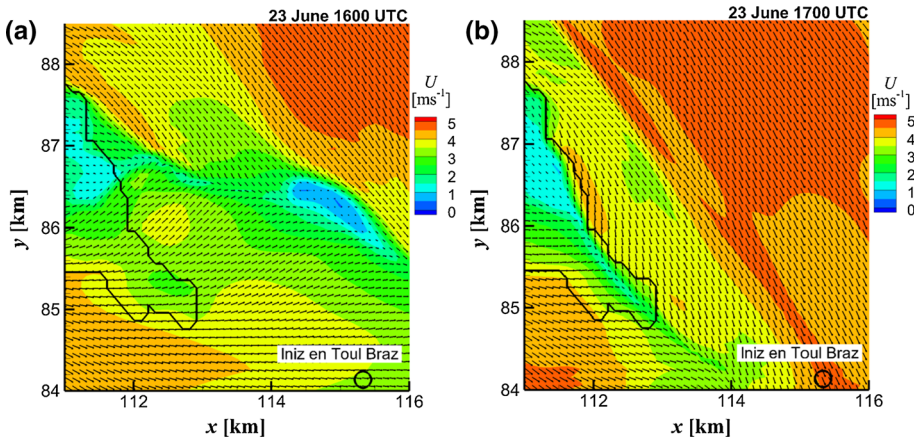 (a)
23 June 1600 UTC
88
87
86
85
84
y [km]
112
113
114
116
x [km]
U
[ms-1]
5
4
3
2
1
0
Iniz en Toul Braz
(b)
23 June 1700 UTC
88
87
86
85
84
y [km]
112
114
116
x [km]
U
[ms-1]
5
4
3
2
1
0
Iniz en Toul Braz